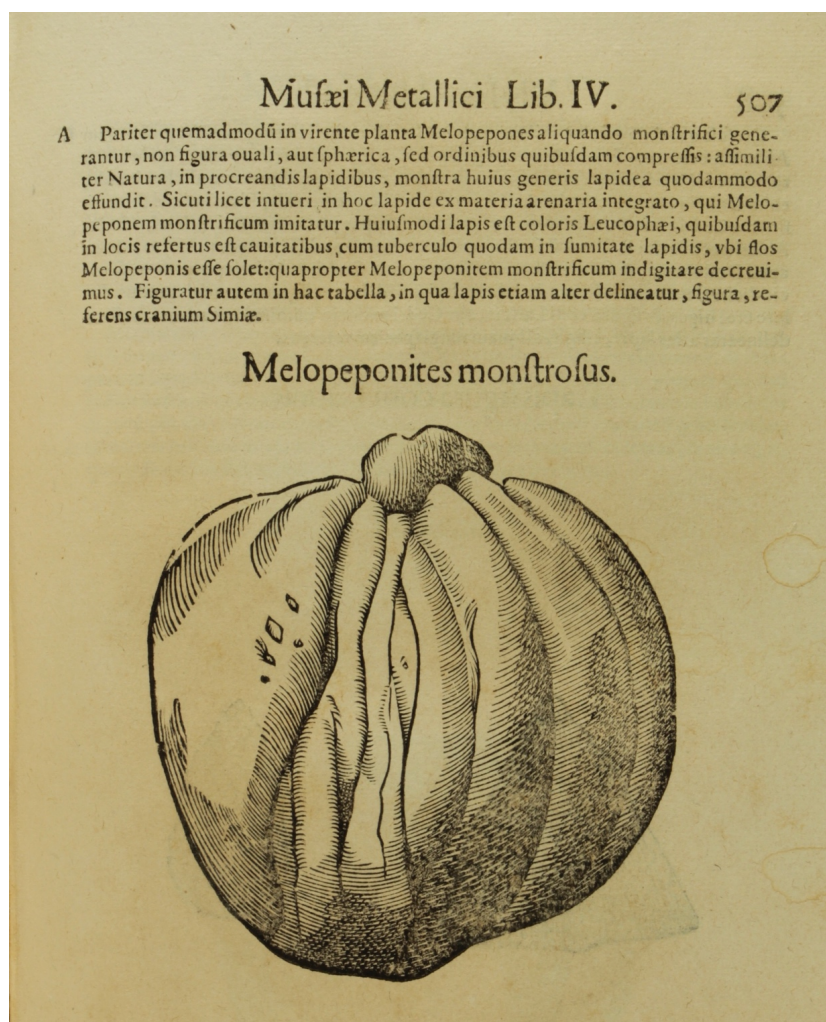 Muſæi Metallici Lib. IV. 507
A Pariter quemadmodū in virente planta Melopepones aliquando monſtrifici gene-
rantur, non figura ouali, aut ſphærica, ſed ordinibus quibuſdam compreſſis: aſſimili-
ter Natura, in procreandis lapidibus, monſtra huius generis lapidea quodammodo
effundit. Sicuti licet intueri in hoc lapide ex materia arenaria integrato, qui Melo-
peponem monſtrificum imitatur. Huiuſmodi lapis eſt coloris Leucophæi, quibuſdam
in locis refertus eſt cauitatibus, cum tuberculo quodam in ſumitate lapidis, vbi flos
Melopeponis eſſe ſolet: quapropter Melopeponitem monſtrificum indigitare decreui-
mus. Figuratur autem in hac tabella, in qua lapis etiam alter delineatur, figura, re-
ferens cranium Simiæ.
Melopeponites monſtroſus.